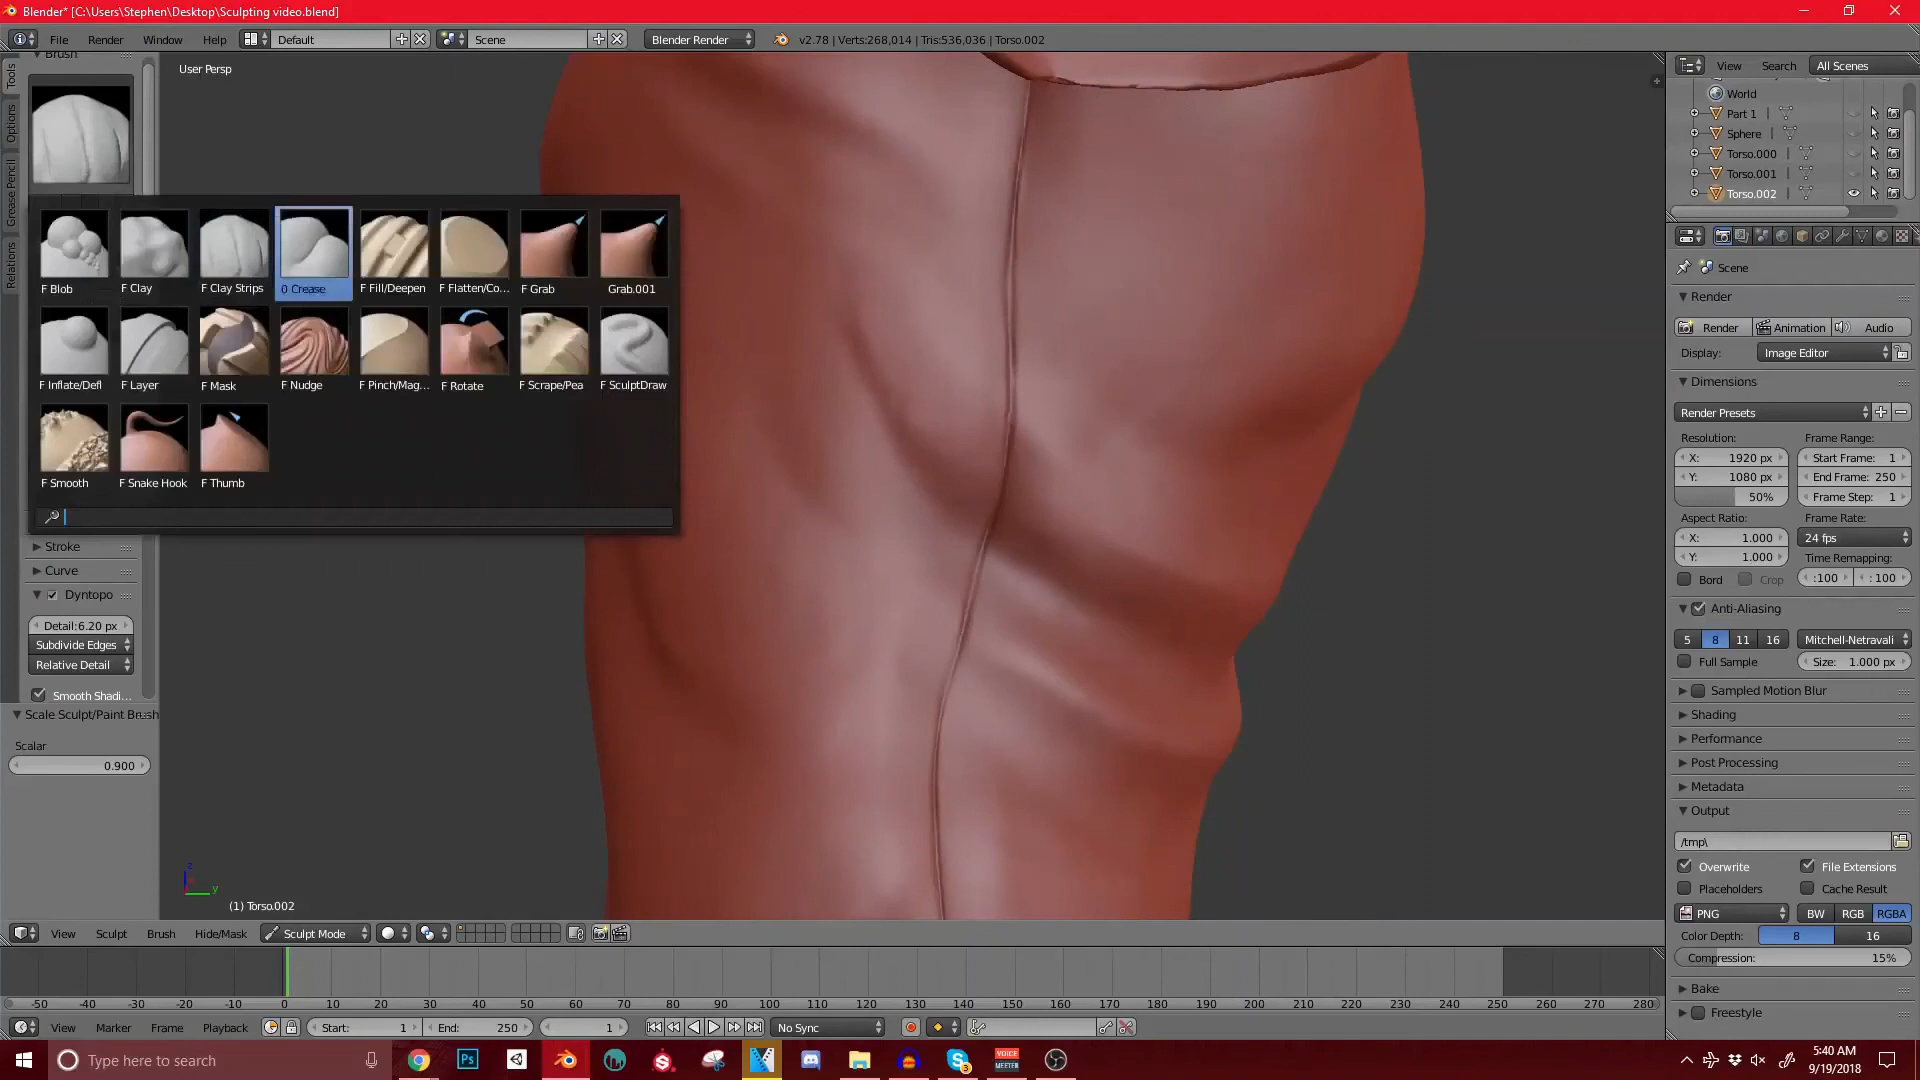 Blender* [C:\Users\Stephen\Desktop\Sculpting video.blend]
File Render Window Help Default Scene Blender Render v2.78 | Verts:268,014 | Tris:536,036 | Torso.002
Brush
User Persp
Tools
Options
Grease Pencil
Relations
F Blob F Clay F Clay Strips 0 Crease F Fill/Deepen F Flatten/Co... F Grab Grab.001
F Inflate/Defl F Layer F Mask F Nudge F Pinch/Mag... F Rotate F Scrape/Pea F SculptDraw
F Smooth F Snake Hook F Thumb
Stroke
Curve
Dyntopo
Detail:6.20 px
Subdivide Edges
Relative Detail
Smooth Shadi...
Scale Sculpt/Paint Brush
Scalar
0.900
z
y
(1) Torso.002
View Sculpt Brush Hide/Mask Sculpt Mode
-50 -40 -30 -20 -10 0 10 20 30 40 50 60 70 80 90 100 110 120 130 140 150 160 170 180 190 200 210 220 230 240 250 260 270 280
View Marker Frame Playback Start: 1 End: 250 1 No Sync
View Search All Scenes
World
Part 1
Sphere
Torso.000
Torso.001
Torso.002
Scene
Render
Render Animation Audio
Display: Image Editor
Dimensions
Render Presets
Resolution: Frame Range:
X: 1920 px Start Frame: 1
Y: 1080 px End Frame: 250
50% Frame Step: 1
Aspect Ratio: Frame Rate:
X: 1.000 24 fps
Y: 1.000 Time Remapping:
Bord Crop :100 : 100
Anti-Aliasing
5 8 11 16 Mitchell-Netravali
Full Sample Size: 1.000 px
Sampled Motion Blur
Shading
Performance
Post Processing
Metadata
Output
/tmp\
Overwrite File Extensions
Placeholders Cache Result
PNG BW RGB RGBA
Color Depth: 8 16
Compression: 15%
Bake
Freestyle
Type here to search
Ps
VOICE
MEETER
5:40 AM
9/19/2018